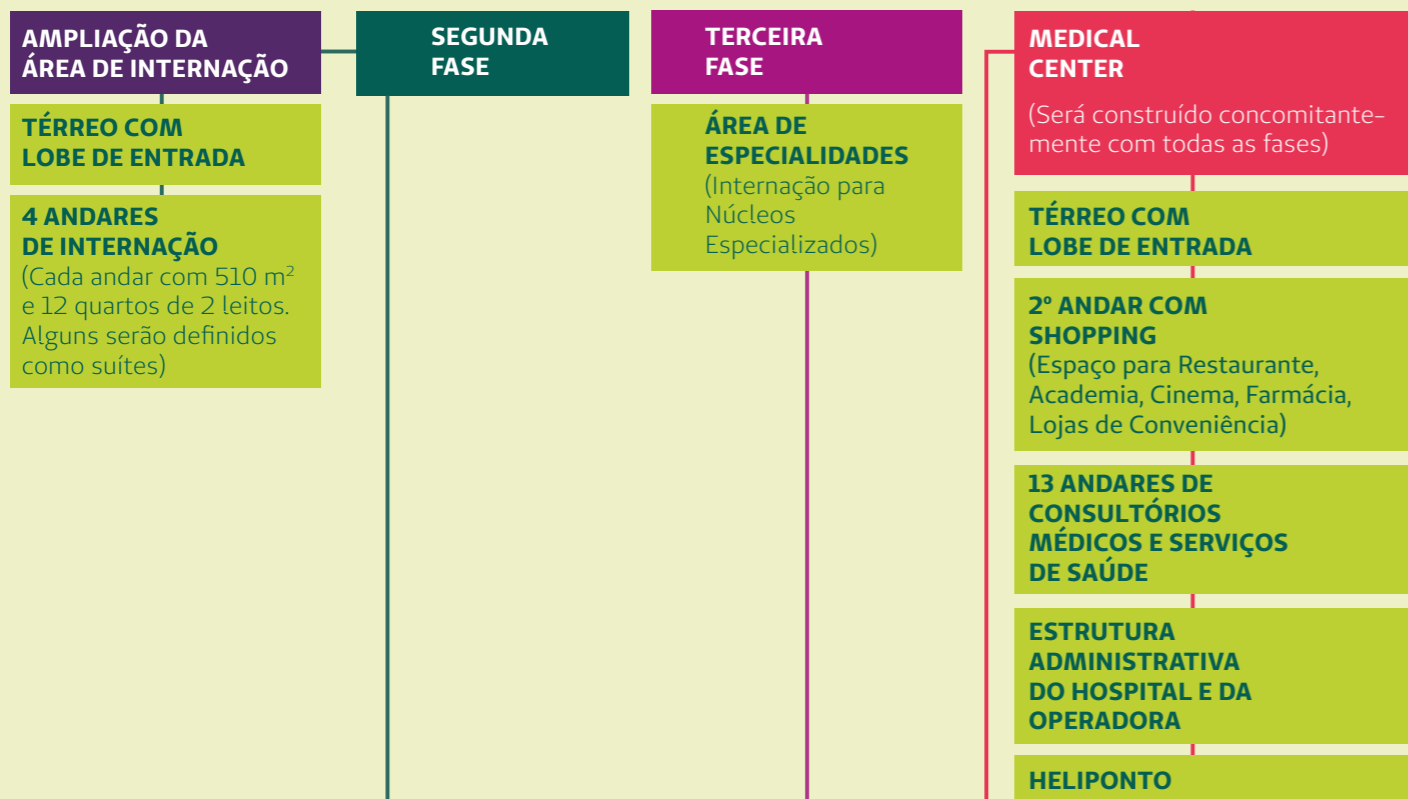 AMPLIAÇÃO DA
ÁREA DE INTERNAÇÃO
TÉRREO COM
LOBE DE ENTRADA
4 ANDARES
DE INTERNAÇÃO
(Cada andar com 510 m²
e 12 quartos de 2 leitos.
Alguns serão definidos
como suítes)
SEGUNDA
FASE
TERCEIRA
FASE
ÁREA DE
ESPECIALIDADES
(Internação para
Núcleos
Especializados)
MEDICAL
CENTER
(Será construído concomitante-
mente com todas as fases)
TÉRREO COM
LOBE DE ENTRADA
2º ANDAR COM
SHOPPING
(Espaço para Restaurante,
Academia, Cinema, Farmácia,
Lojas de Conveniência)
13 ANDARES DE
CONSULTÓRIOS
MÉDICOS E SERVIÇOS
DE SAÚDE
ESTRUTURA
ADMINISTRATIVA
DO HOSPITAL E DA
OPERADORA
HELIPONTO